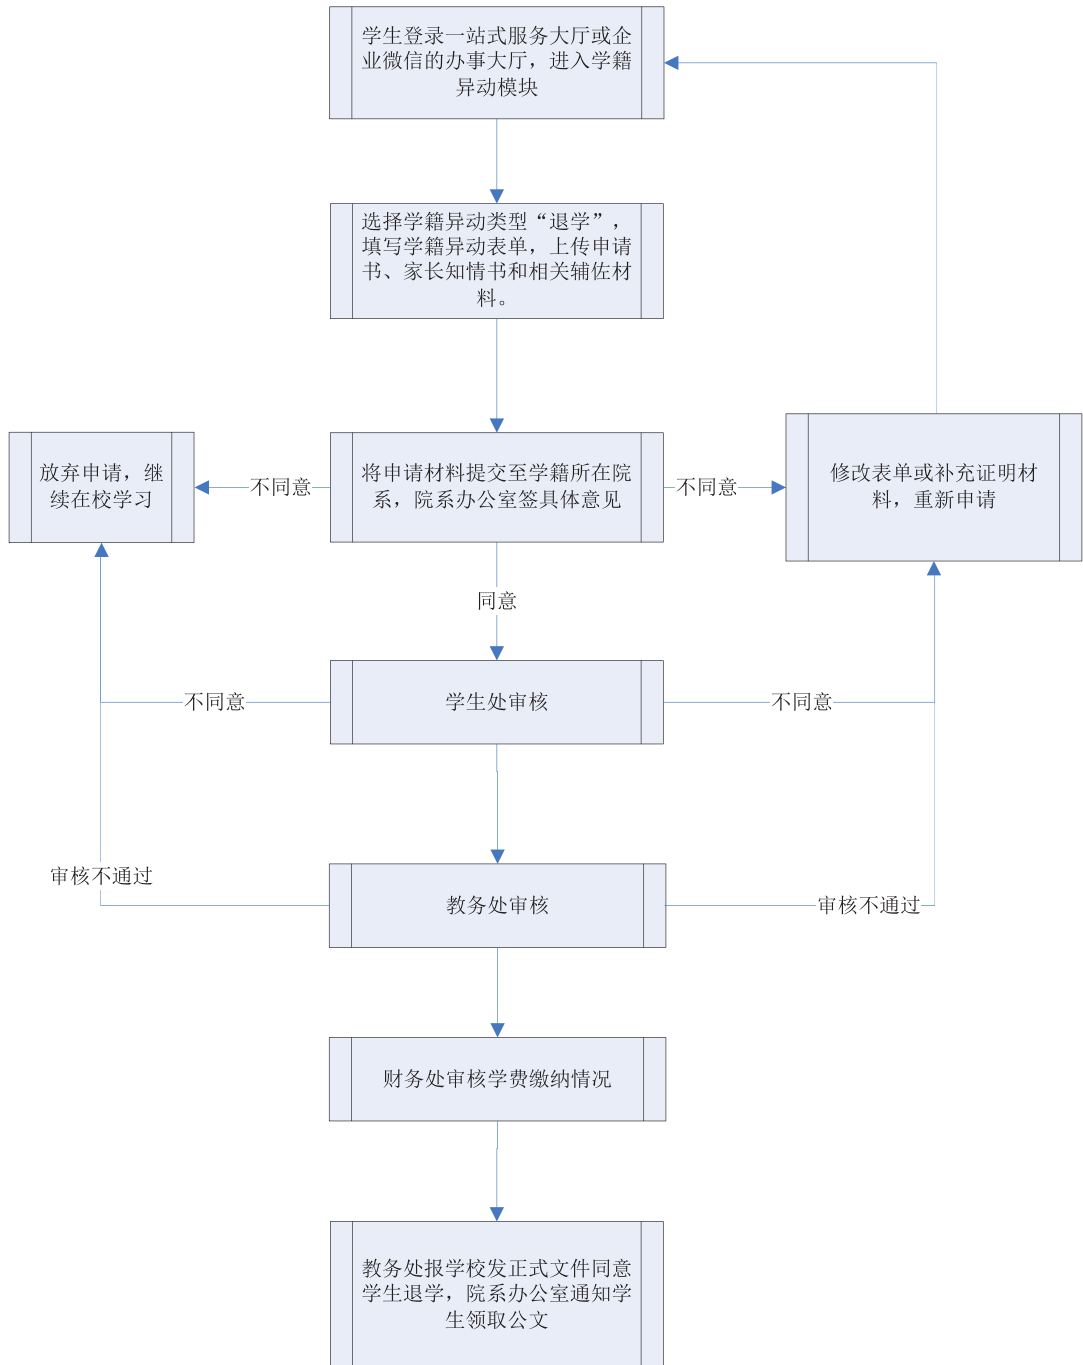 学生登录一站式服务大厅或企
业微信的办事大厅，进入学籍
异动模块
选择学籍异动类型“退学”，
填写学籍异动表单，上传申请
书、家长知情书和相关辅佐材
料。
放弃申请，继
续在校学习
不同意
将申请材料提交至学籍所在院
系，院系办公室签具体意见
不同意
修改表单或补充证明材
料，重新申请
同意
不同意
学生处审核
不同意
审核不通过
教务处审核
审核不通过
财务处审核学费缴纳情况
教务处报学校发正式文件同意
学生退学，院系办公室通知学
生领取公文